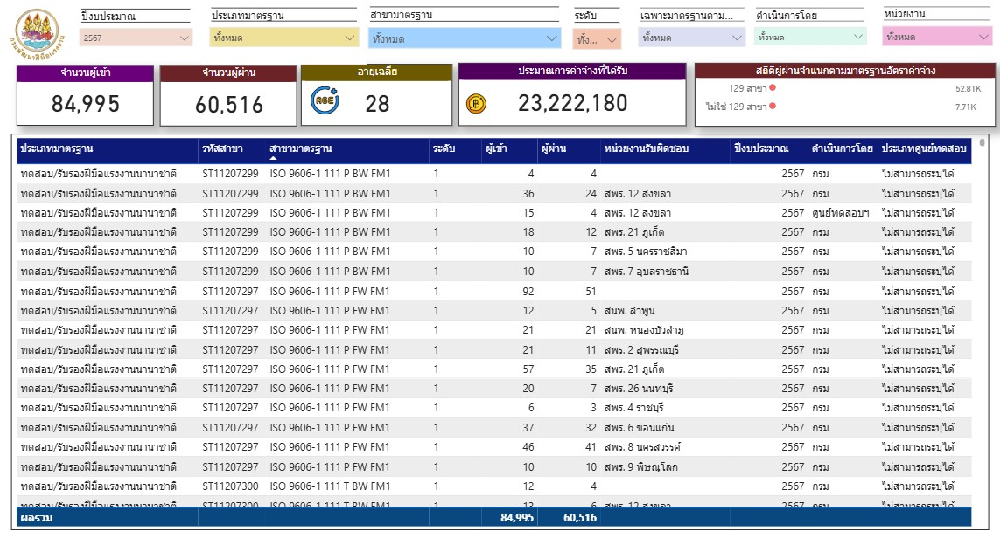 กรมพัฒนาฝีมือแรงงาน
ปีงบประมาณ ประเภทมาตรฐาน สาขามาตรฐาน ระดับ เฉพาะมาตรฐานตาม... ดำเนินการโดย หน่วยงาน
2567 ทั้งหมด ทั้งหมด ทั้ง... ทั้งหมด ทั้งหมด ทั้งหมด
จำนวนผู้เข้า จำนวนผู้ผ่าน อายุเฉลี่ย ประมาณการค่าจ้างที่ได้รับ สถิติผู้ผ่านจำแนกตามมาตรฐานอัตราค่าจ้าง
84,995 60,516 AGE 28 ฿ 23,222,180
129 สาขา 52.81K
ไม่ใช่ 129 สาขา 7.71K
ประเภทมาตรฐาน รหัสสาขา สาขามาตรฐาน ระดับ ผู้เข้า ผู้ผ่าน หน่วยงานรับผิดชอบ ปีงบประมาณ ดำเนินการโดย ประเภทศูนย์ทดสอบ
ทดสอบ/รับรองฝีมือแรงงานนานาชาติ ST11207299 ISO 9606-1 111 P BW FM1 1 4 4 2567 กรม ไม่สามารถระบุได้
ทดสอบ/รับรองฝีมือแรงงานนานาชาติ ST11207299 ISO 9606-1 111 P BW FM1 1 36 24 สพร. 12 สงขลา 2567 กรม ไม่สามารถระบุได้
ทดสอบ/รับรองฝีมือแรงงานนานาชาติ ST11207299 ISO 9606-1 111 P BW FM1 1 15 4 สพร. 12 สงขลา 2567 ศูนย์ทดสอบฯ ไม่สามารถระบุได้
ทดสอบ/รับรองฝีมือแรงงานนานาชาติ ST11207299 ISO 9606-1 111 P BW FM1 1 18 12 สพร. 21 ภูเก็ต 2567 กรม ไม่สามารถระบุได้
ทดสอบ/รับรองฝีมือแรงงานนานาชาติ ST11207299 ISO 9606-1 111 P BW FM1 1 10 7 สพร. 5 นครราชสีมา 2567 กรม ไม่สามารถระบุได้
ทดสอบ/รับรองฝีมือแรงงานนานาชาติ ST11207299 ISO 9606-1 111 P BW FM1 1 10 7 สพร. 7 อุบลราชธานี 2567 กรม ไม่สามารถระบุได้
ทดสอบ/รับรองฝีมือแรงงานนานาชาติ ST11207297 ISO 9606-1 111 P FW FM1 1 92 51 2567 กรม ไม่สามารถระบุได้
ทดสอบ/รับรองฝีมือแรงงานนานาชาติ ST11207297 ISO 9606-1 111 P FW FM1 1 12 5 สนพ. ลำพูน 2567 กรม ไม่สามารถระบุได้
ทดสอบ/รับรองฝีมือแรงงานนานาชาติ ST11207297 ISO 9606-1 111 P FW FM1 1 21 21 สนพ. หนองบัวลำภู 2567 กรม ไม่สามารถระบุได้
ทดสอบ/รับรองฝีมือแรงงานนานาชาติ ST11207297 ISO 9606-1 111 P FW FM1 1 21 11 สพร. 2 สุพรรณบุรี 2567 กรม ไม่สามารถระบุได้
ทดสอบ/รับรองฝีมือแรงงานนานาชาติ ST11207297 ISO 9606-1 111 P FW FM1 1 57 35 สพร. 21 ภูเก็ต 2567 กรม ไม่สามารถระบุได้
ทดสอบ/รับรองฝีมือแรงงานนานาชาติ ST11207297 ISO 9606-1 111 P FW FM1 1 20 7 สพร. 26 นนทบุรี 2567 กรม ไม่สามารถระบุได้
ทดสอบ/รับรองฝีมือแรงงานนานาชาติ ST11207297 ISO 9606-1 111 P FW FM1 1 6 3 สพร. 4 ราชบุรี 2567 กรม ไม่สามารถระบุได้
ทดสอบ/รับรองฝีมือแรงงานนานาชาติ ST11207297 ISO 9606-1 111 P FW FM1 1 37 32 สพร. 6 ขอนแก่น 2567 กรม ไม่สามารถระบุได้
ทดสอบ/รับรองฝีมือแรงงานนานาชาติ ST11207297 ISO 9606-1 111 P FW FM1 1 46 41 สพร. 8 นครสวรรค์ 2567 กรม ไม่สามารถระบุได้
ทดสอบ/รับรองฝีมือแรงงานนานาชาติ ST11207297 ISO 9606-1 111 P FW FM1 1 10 10 สพร. 9 พิษณุโลก 2567 กรม ไม่สามารถระบุได้
ทดสอบ/รับรองฝีมือแรงงานนานาชาติ ST11207300 ISO 9606-1 111 T BW FM1 1 12 4 2567 กรม ไม่สามารถระบุได้
ทดสอบ/รับรองฝีมือแรงงานนานาชาติ ST11207300 ISO 9606-1 111 T BW FM1 1 13 6 สพร. 12 สงขลา 2567 กรม ไม่สามารถระบุได้
ผลรวม 84,995 60,516